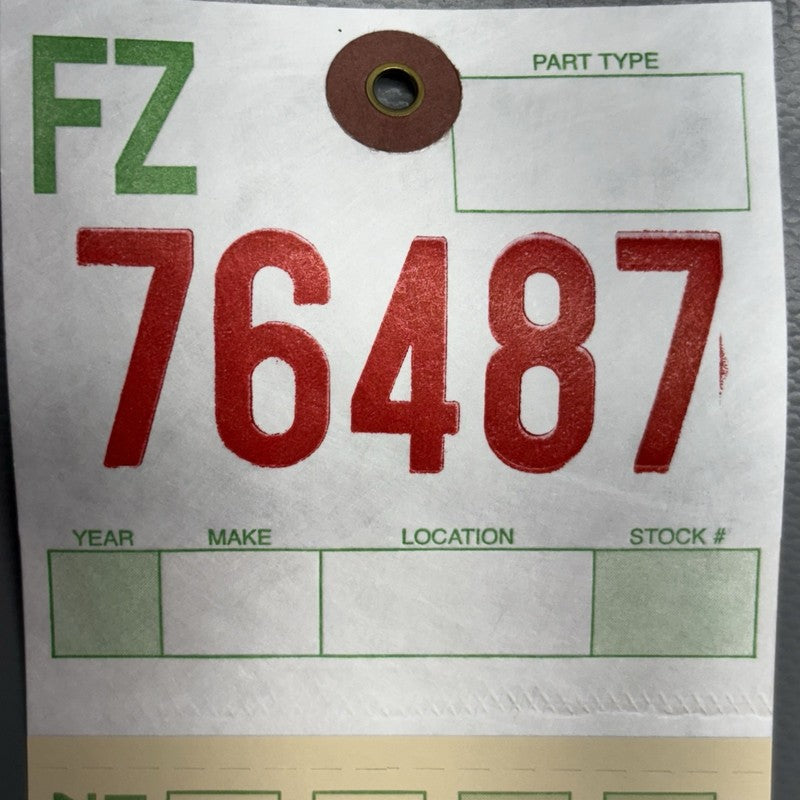 FZ
PART TYPE
76487
YEAR MAKE LOCATION STOCK #